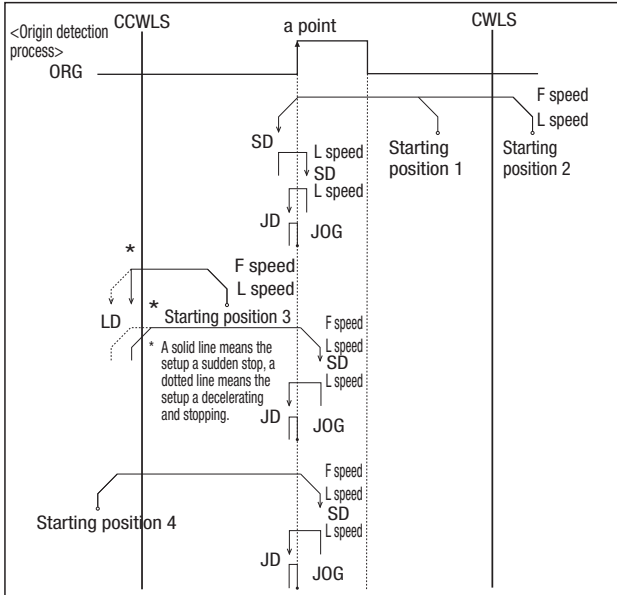 CCWLS
a point
CWLS
<Origin detection
process>
ORG
F speed
L speed
SD
Starting
position 1
Starting
position 2
L speed
SD
L speed
JD
JOG
*
F speed
L speed
LD
*
Starting position 3
F speed
L speed
SD
* A solid line means the
setup a sudden stop, a
dotted line means the
setup a decelerating
and stopping.
L speed
JD
JOG
F speed
L speed
SD
Starting position 4
L speed
JD
JOG